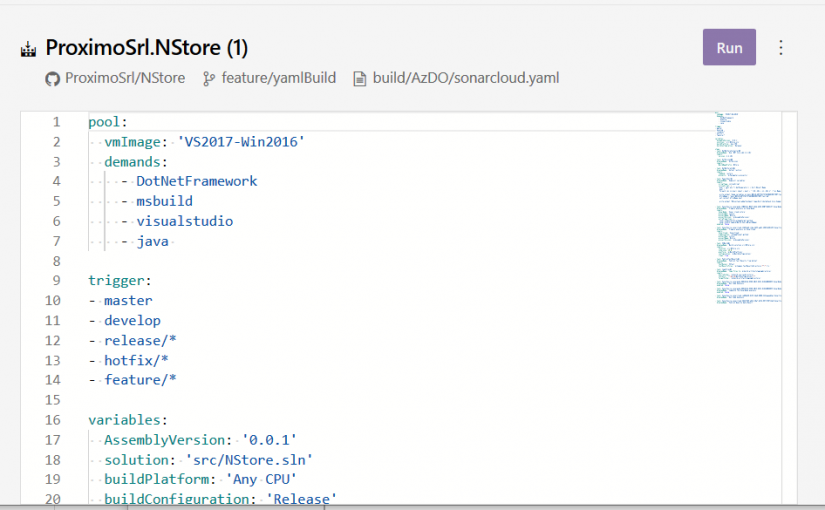 ProximoSrl.NStore (1)
Run
ProximoSrl/NStore feature/yamlBuild build/AzDO/sonarcloud.yaml
1 pool:
2 vmImage: 'VS2017-Win2016'
3 demands:
4 - DotNetFramework
5 - msbuild
6 - visualstudio
7 - java
8
9 trigger:
10 - master
11 - develop
12 - release/*
13 - hotfix/*
14 - feature/*
15
16 variables:
17 AssemblyVersion: '0.0.1'
18 solution: 'src/NStore.sln'
19 buildPlatform: 'Any CPU'
20 buildConfiguration: 'Release'